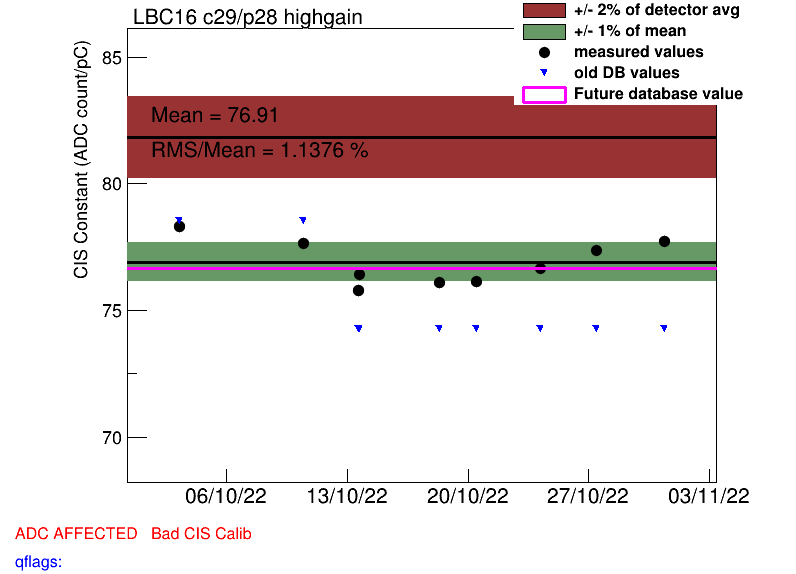 LBC16 c29/p28 highgain
+/- 2% of detector avg
+/- 1% of mean
measured values
old DB values
Future database value
CIS Constant (ADC count/pC)
85
80
75
70
Mean = 76.91
RMS/Mean = 1.1376 %
06/10/22 13/10/22 20/10/22 27/10/22 03/11/22
ADC AFFECTED Bad CIS Calib
qflags: